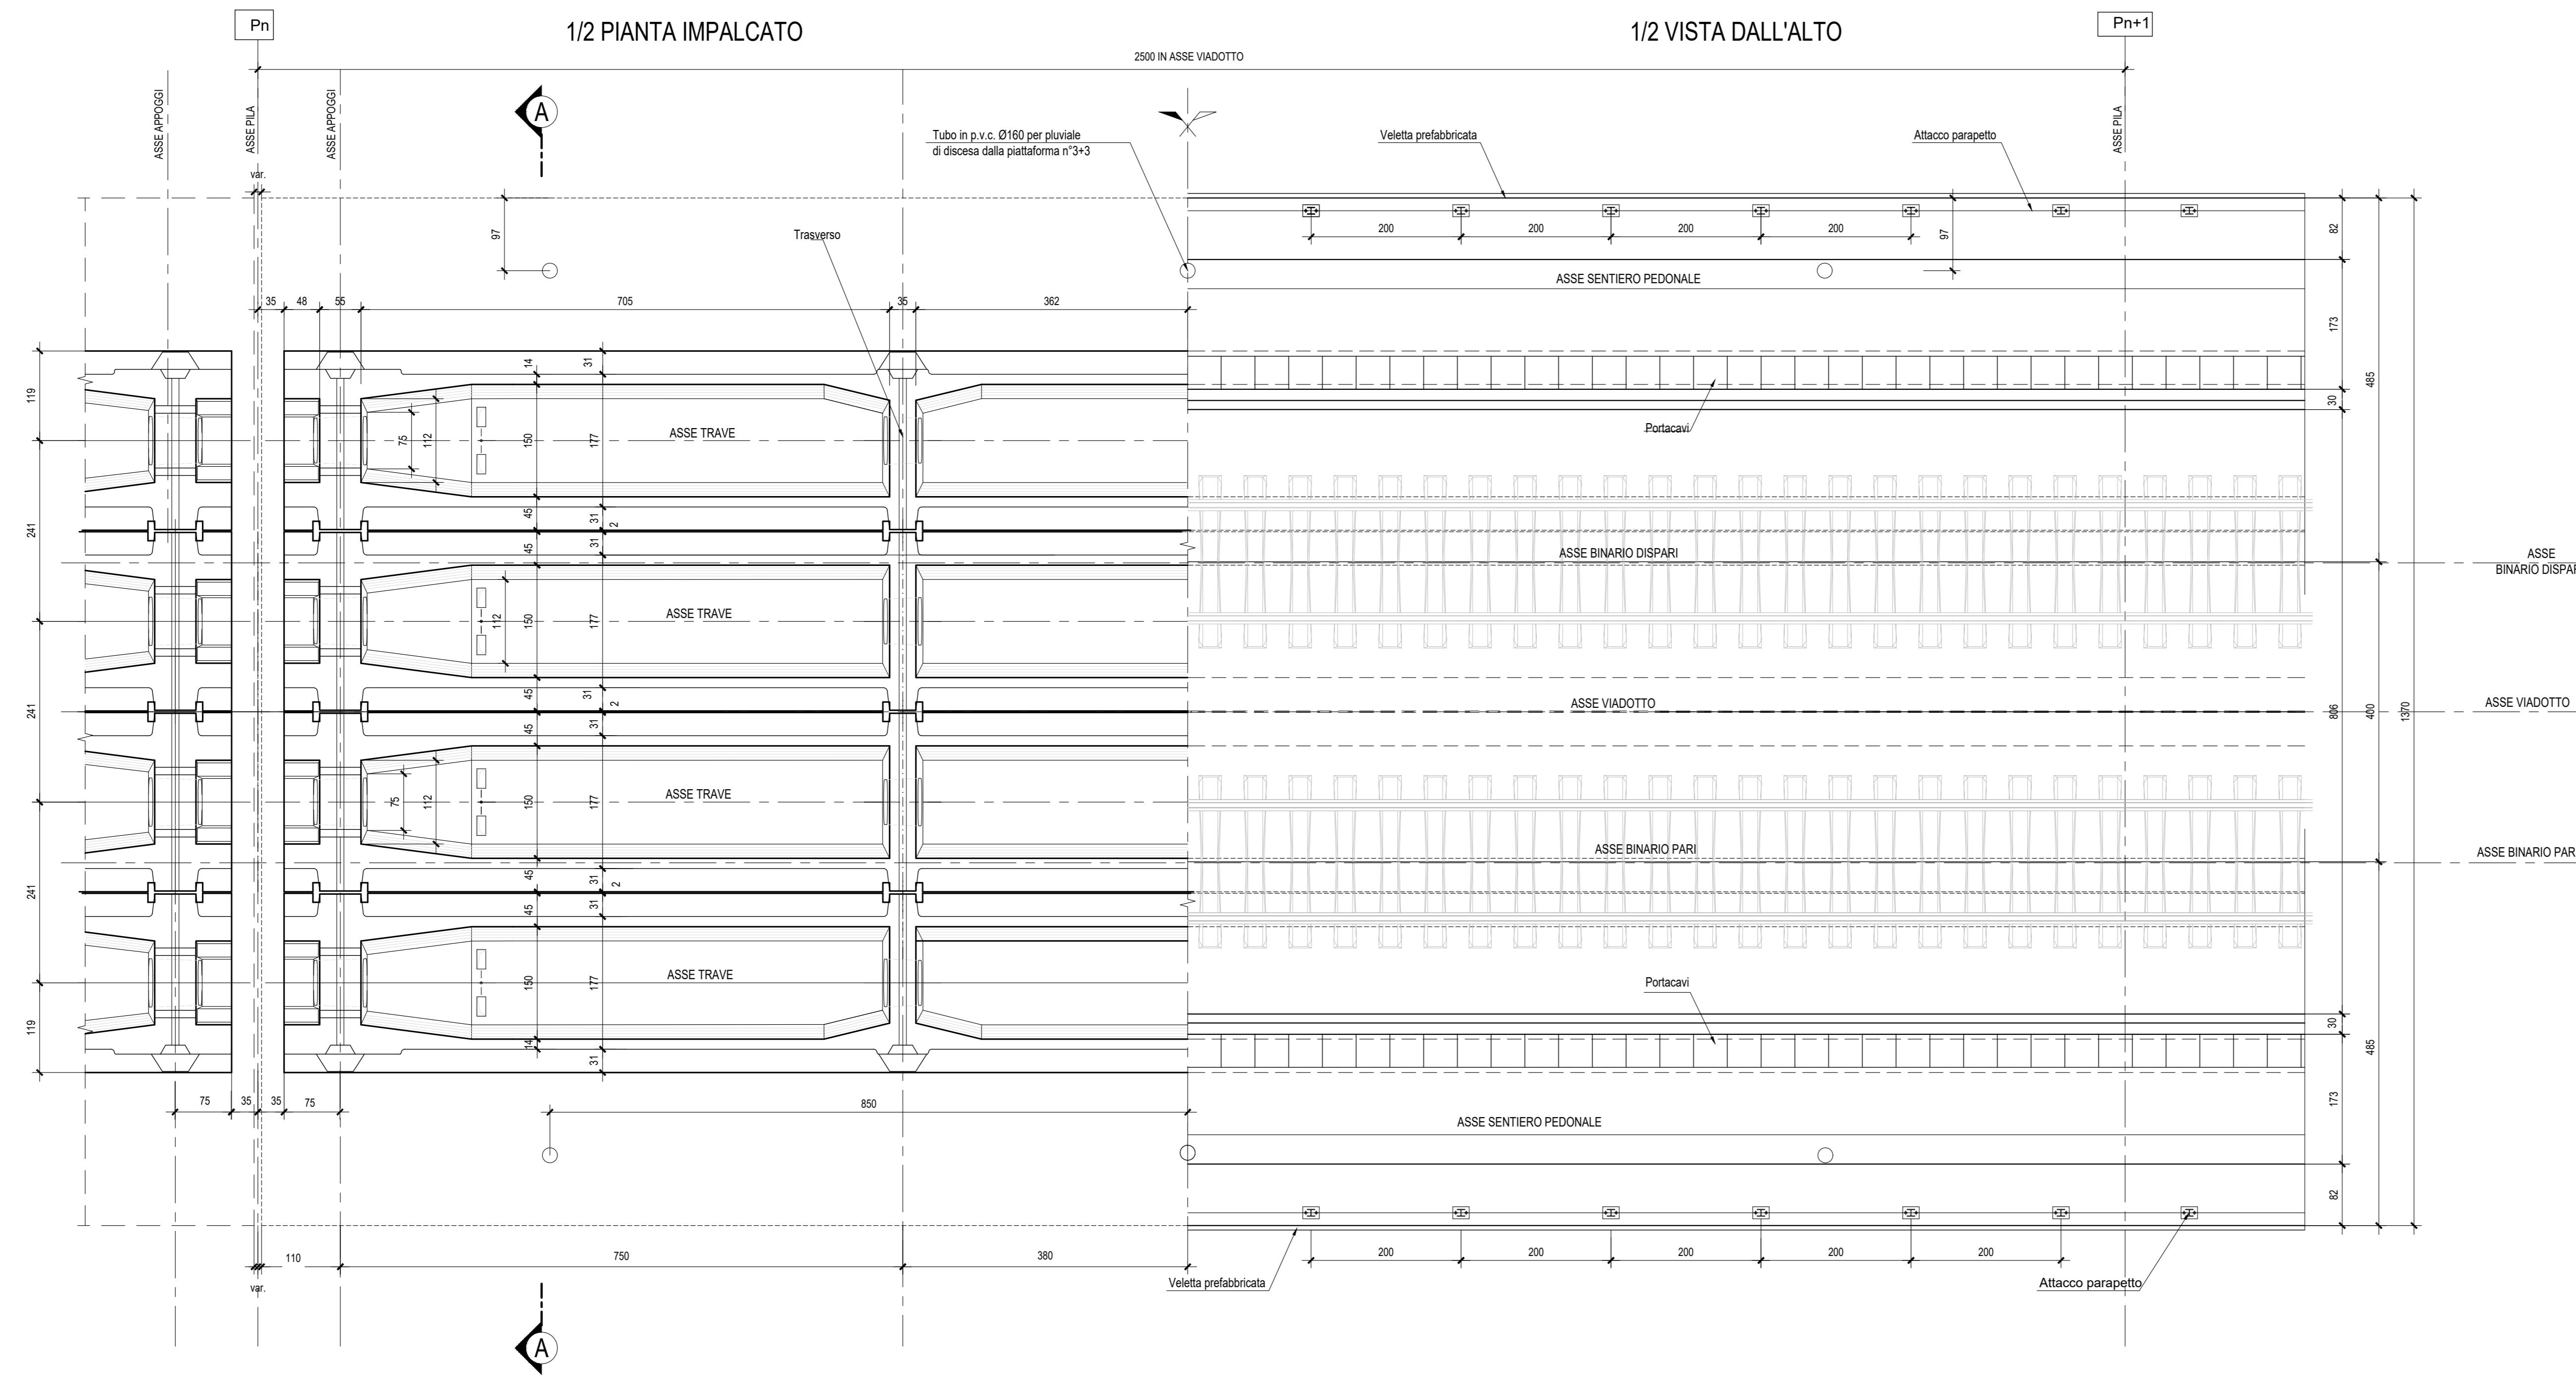 Pn
1/2 PIANTA IMPALCATO
1/2 VISTA DALL'ALTO
Pn+1
2500 IN ASSE VIADOTTO
ASSE APPOGGI
ASSE PILA
ASSE APPOGGI
A
Tubo in p.v.c. Ø160 per pluviale
di discesa dalla piattaforma n°3+3
Veletta prefabbricata
Attacco parapetto
ASSE PILA
var.
97
Trasverso
200
200
200
200
97
82
ASSE SENTIERO PEDONALE
35
48
55
705
35
362
173
14
31
119
485
30
75
112
150
177
ASSE TRAVE
Portacavi
45
31
2
241
45
31
ASSE BINARIO DISPARI
ASSE
BINARIO DISPARI
112
150
177
ASSE TRAVE
45
31
2
241
ASSE VIADOTTO
806
400
1370
ASSE VIADOTTO
45
31
75
112
150
177
ASSE TRAVE
ASSE BINARIO PARI
ASSE BINARIO PAR
45
31
2
241
45
31
150
177
ASSE TRAVE
Portacavi
119
14
31
30
485
75
35
35
75
850
173
ASSE SENTIERO PEDONALE
82
110
750
380
200
200
200
200
200
var.
Veletta prefabbricata
Attacco parapetto
A